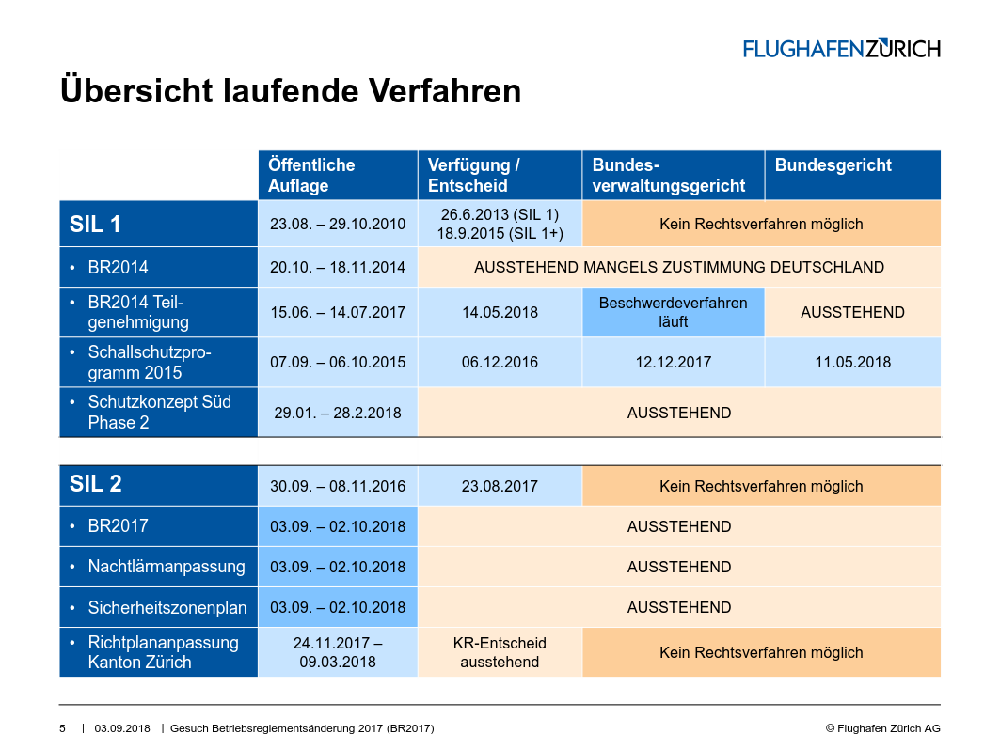 FLUGHAFENZÜRICH
Übersicht laufende Verfahren
Öffentliche
Auflage
Verfügung /
Entscheid
Bundes-
verwaltungsgericht
Bundesgericht
SIL 1
23.08. – 29.10.2010
26.6.2013 (SIL 1)
18.9.2015 (SIL 1+)
Kein Rechtsverfahren möglich
• BR2014
20.10. – 18.11.2014
AUSSTEHEND MANGELS ZUSTIMMUNG DEUTSCHLAND
• BR2014 Teil-
genehmigung
15.06. – 14.07.2017
14.05.2018
Beschwerdeverfahren
läuft
AUSSTEHEND
• Schallschutzpro-
gramm 2015
07.09. – 06.10.2015
06.12.2016
12.12.2017
11.05.2018
• Schutzkonzept Süd
Phase 2
29.01. – 28.2.2018
AUSSTEHEND
SIL 2
30.09. – 08.11.2016
23.08.2017
Kein Rechtsverfahren möglich
• BR2017
03.09. – 02.10.2018
AUSSTEHEND
• Nachtlärmanpassung
03.09. – 02.10.2018
AUSSTEHEND
• Sicherheitszonenplan
03.09. – 02.10.2018
AUSSTEHEND
• Richtplananpassung
Kanton Zürich
24.11.2017 –
09.03.2018
KR-Entscheid
ausstehend
Kein Rechtsverfahren möglich
5 | 03.09.2018 | Gesuch Betriebsreglementsänderung 2017 (BR2017)
© Flughafen Zürich AG